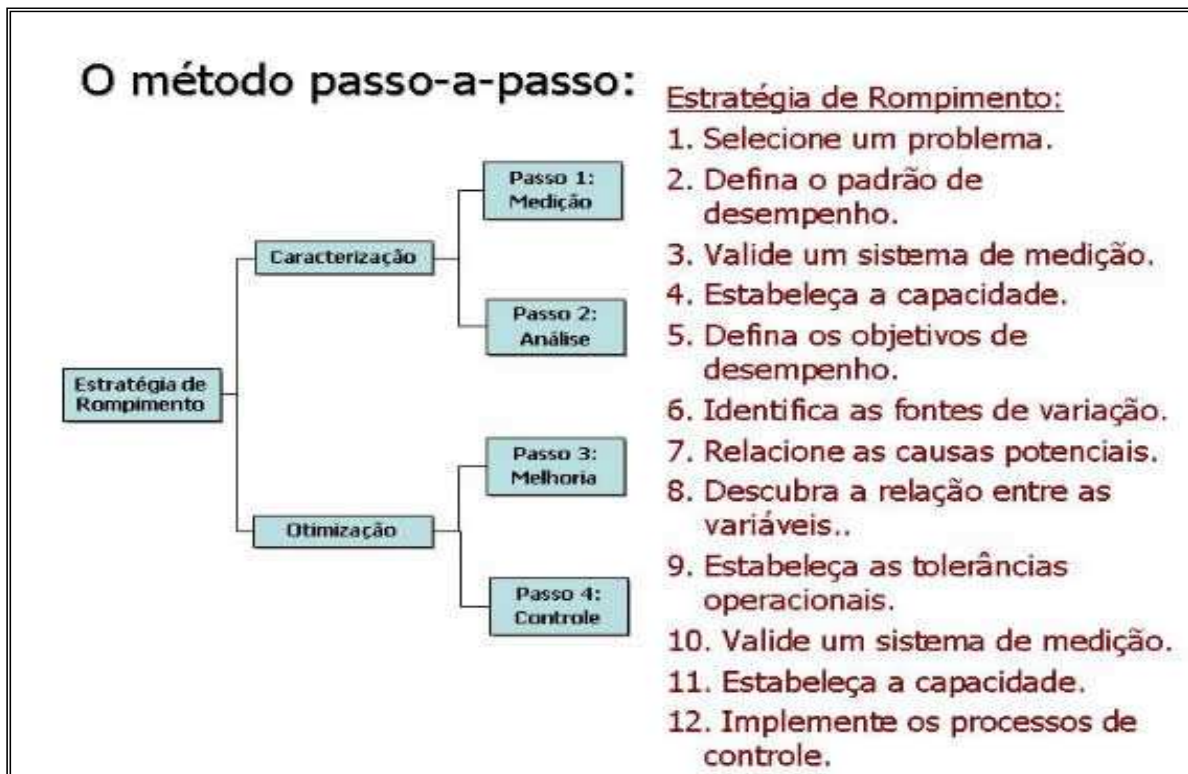 O método passo-a-passo:
Estratégia de
Rompimento
Caracterização
Otimização
Passo 1:
Medição
Passo 2:
Análise
Passo 3:
Melhoria
Passo 4:
Controle
Estratégia de Rompimento:
1. Selecione um problema.
2. Defina o padrão de
desempenho.
3. Valide um sistema de medição.
4. Estabeleça a capacidade.
5. Defina os objetivos de
desempenho.
6. Identifica as fontes de variação.
7. Relacione as causas potenciais.
8. Descubra a relação entre as
variáveis..
9. Estabeleça as tolerâncias
operacionais.
10. Valide um sistema de medição.
11. Estabeleça a capacidade.
12. Implemente os processos de
controle.